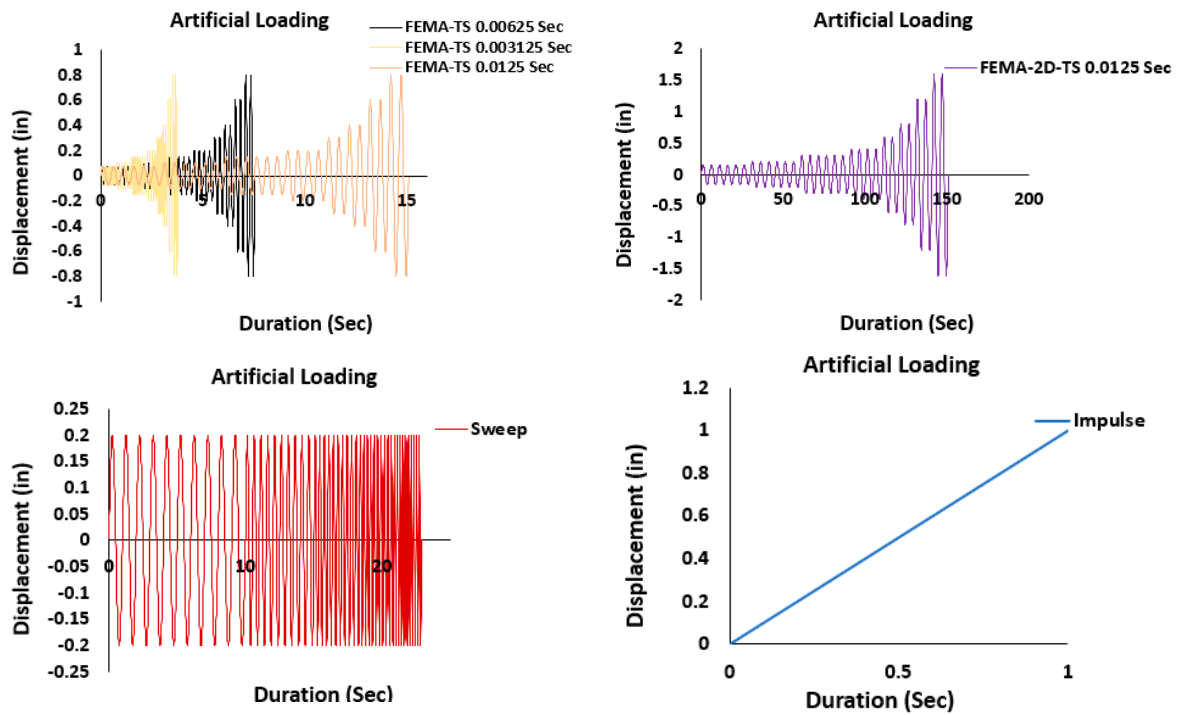 Artificial Loading
FEMA-TS 0.00625 Sec
FEMA-TS 0.003125 Sec
FEMA-TS 0.0125 Sec
Displacement (in)
1
0.8
0.6
0.4
0.2
0
-0.2
-0.4
-0.6
-0.8
-1
0
5
10
15
Duration (Sec)
Artificial Loading
FEMA-2D-TS 0.0125 Sec
Displacement (in)
2
1.5
1
0.5
0
-0.5
-1
-1.5
-2
0
50
100
150
200
Duration (Sec)
Artificial Loading
Sweep
Displacement (in)
0.25
0.2
0.15
0.1
0.05
0
-0.05
-0.1
-0.15
-0.2
-0.25
0
10
20
Duration (Sec)
Artificial Loading
Impulse
Displacement (in)
1.2
1
0.8
0.6
0.4
0.2
0
0
0.5
1
Duration (Sec)